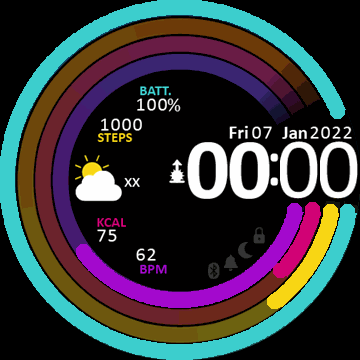 BATT.
100%
1000
STEPS
Fri 07 Jan 2022
00:00
xx
KCAL
75
62
BPM